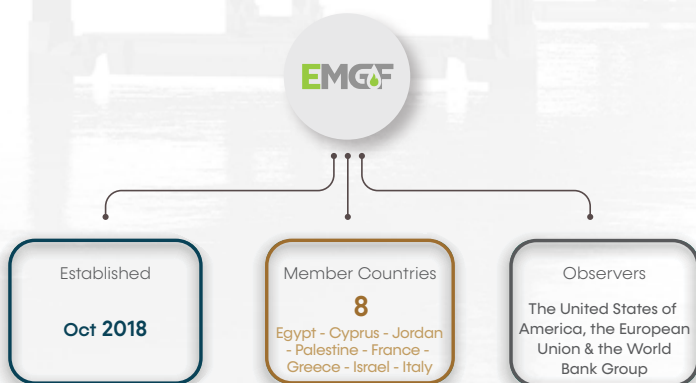 EMGF
Established
Oct 2018
Member Countries
8
Egypt - Cyprus - Jordan
- Palestine - France -
Greece - Israel - Italy
Observers
The United States of
America, the European
Union & the World
Bank Group